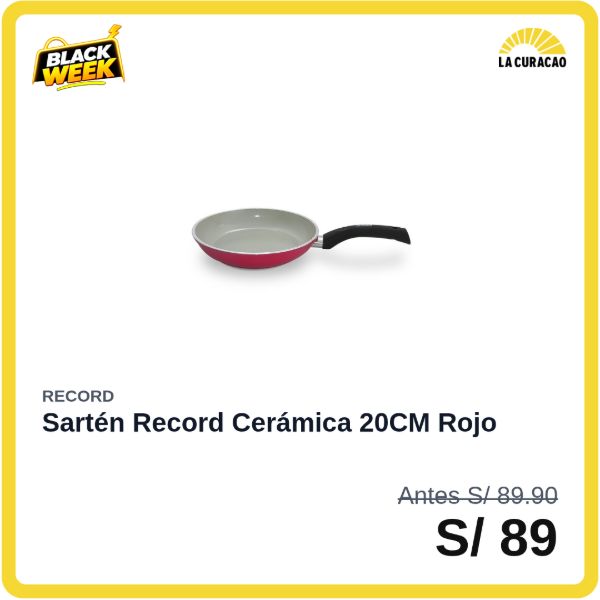 BLACK
WEEK
LA CURACAO
RECORD
Sartén Record Cerámica 20CM Rojo
Antes S/ 89.90
S/ 89